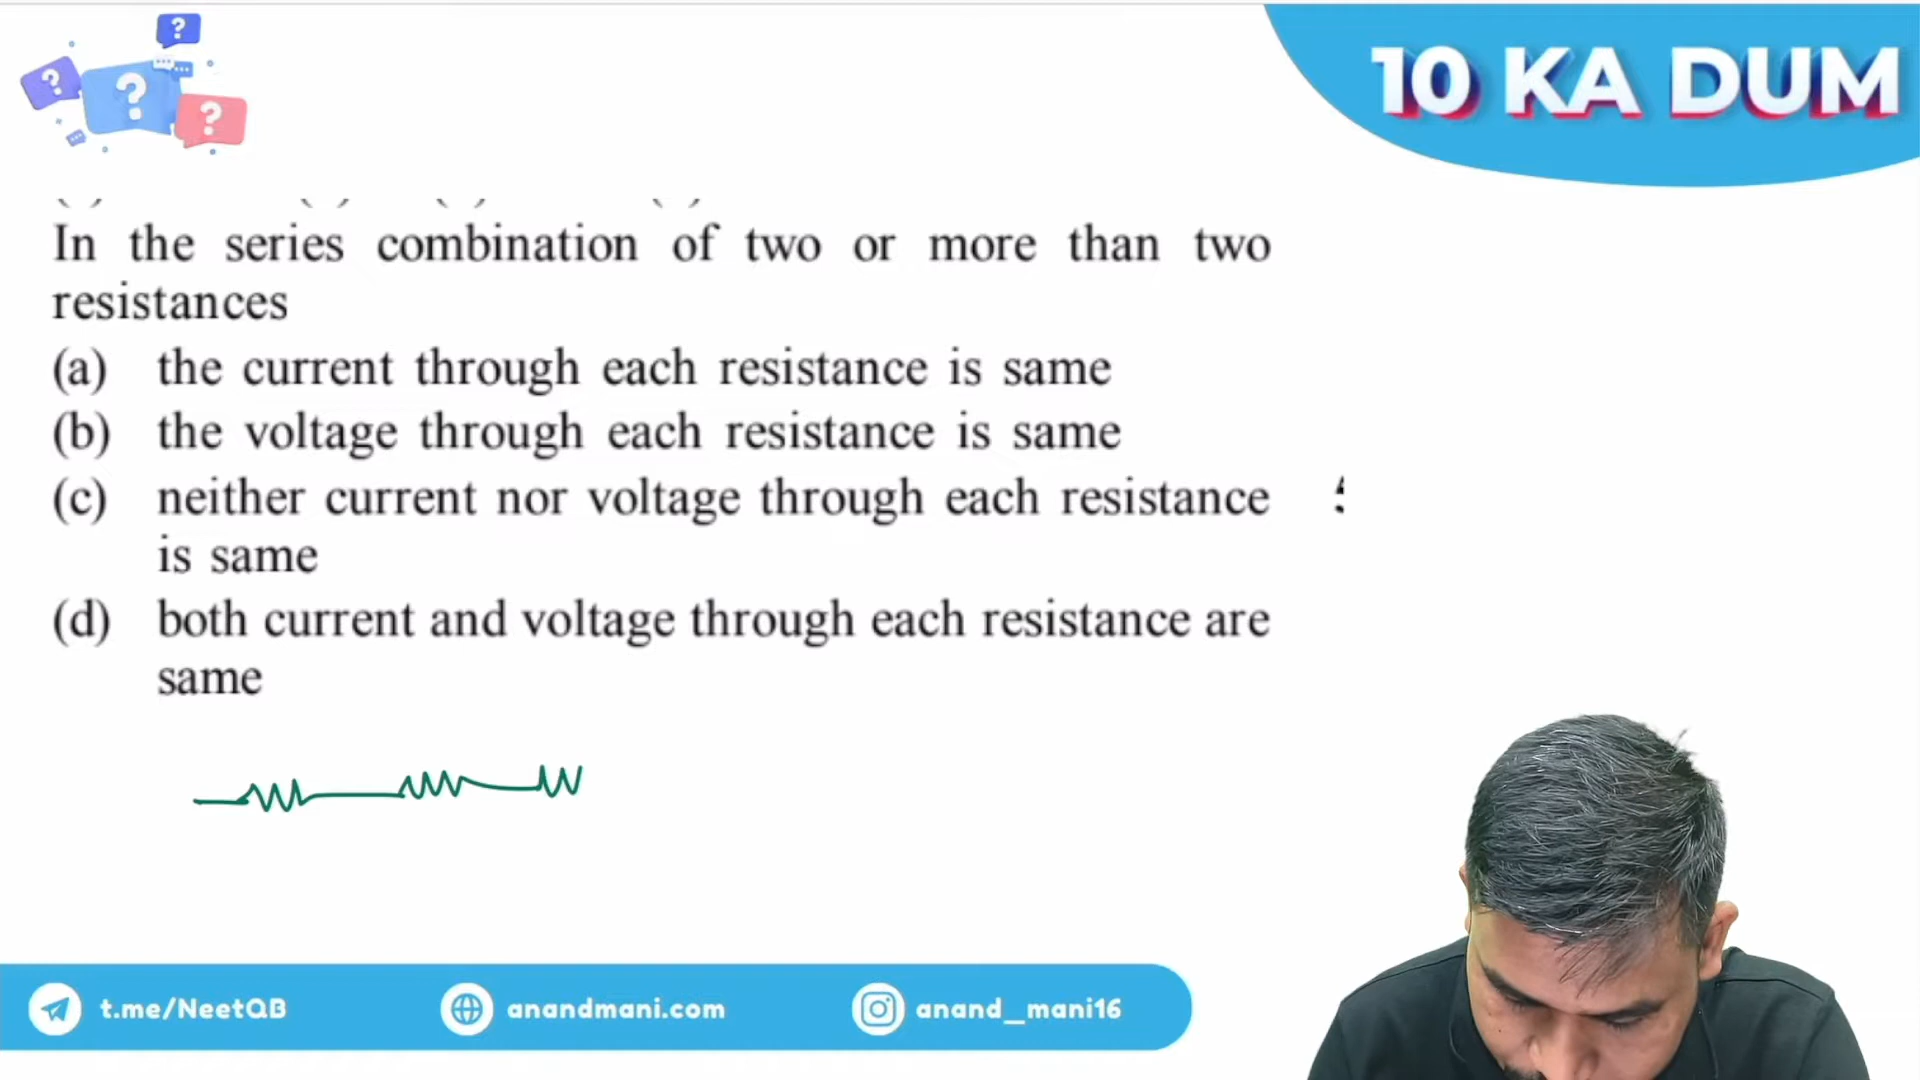 10 KA DUM
In the series combination of two or more than two
resistances
(a) the current through each resistance is same
(b) the voltage through each resistance is same
(c) neither current nor voltage through each resistance
is same
(d) both current and voltage through each resistance are
same
t.me/NeetQB
anandmani.com
anand_mani16